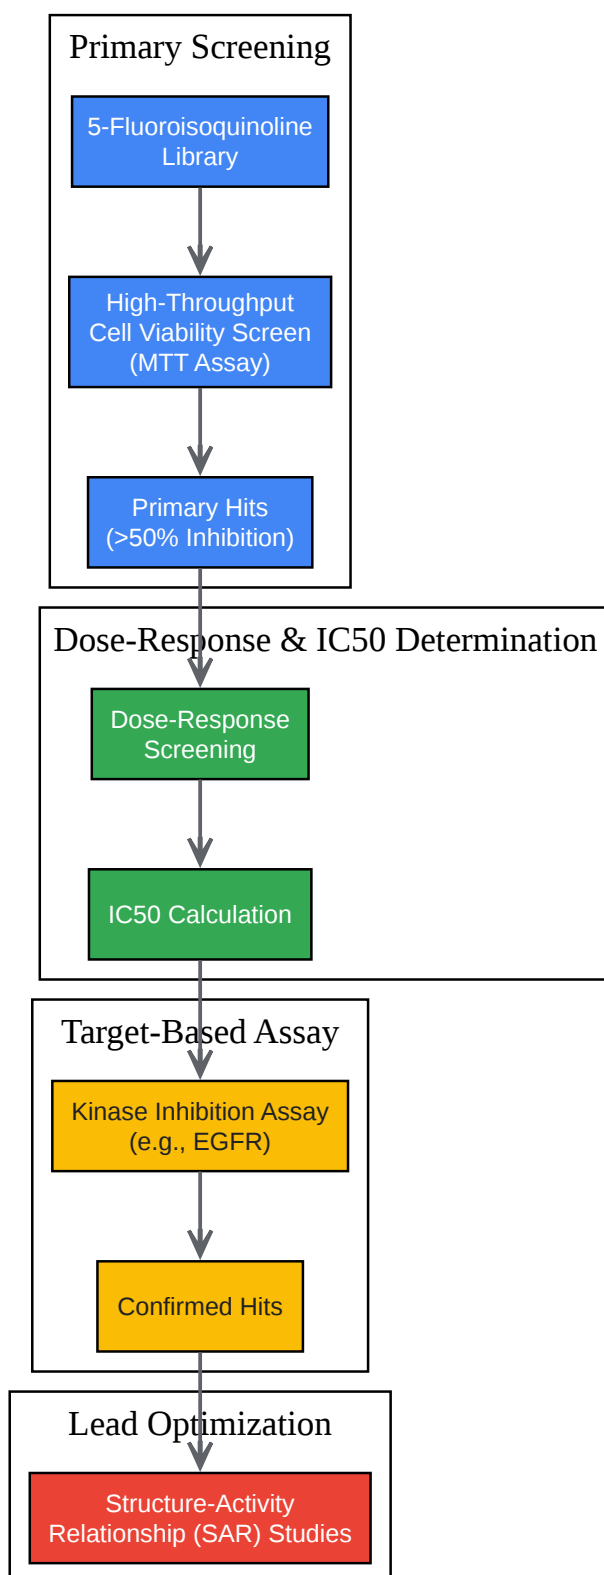 Primary Screening
5-Fluoroisoquinoline
Library
High-Throughput
Cell Viability Screen
(MTT Assay)
Primary Hits
(>50% Inhibition)
Dose-Response & IC50 Determination
Dose-Response
Screening
IC50 Calculation
Target-Based Assay
Kinase Inhibition Assay
(e.g., EGFR)
Confirmed Hits
Lead Optimization
Structure-Activity
Relationship (SAR) Studies